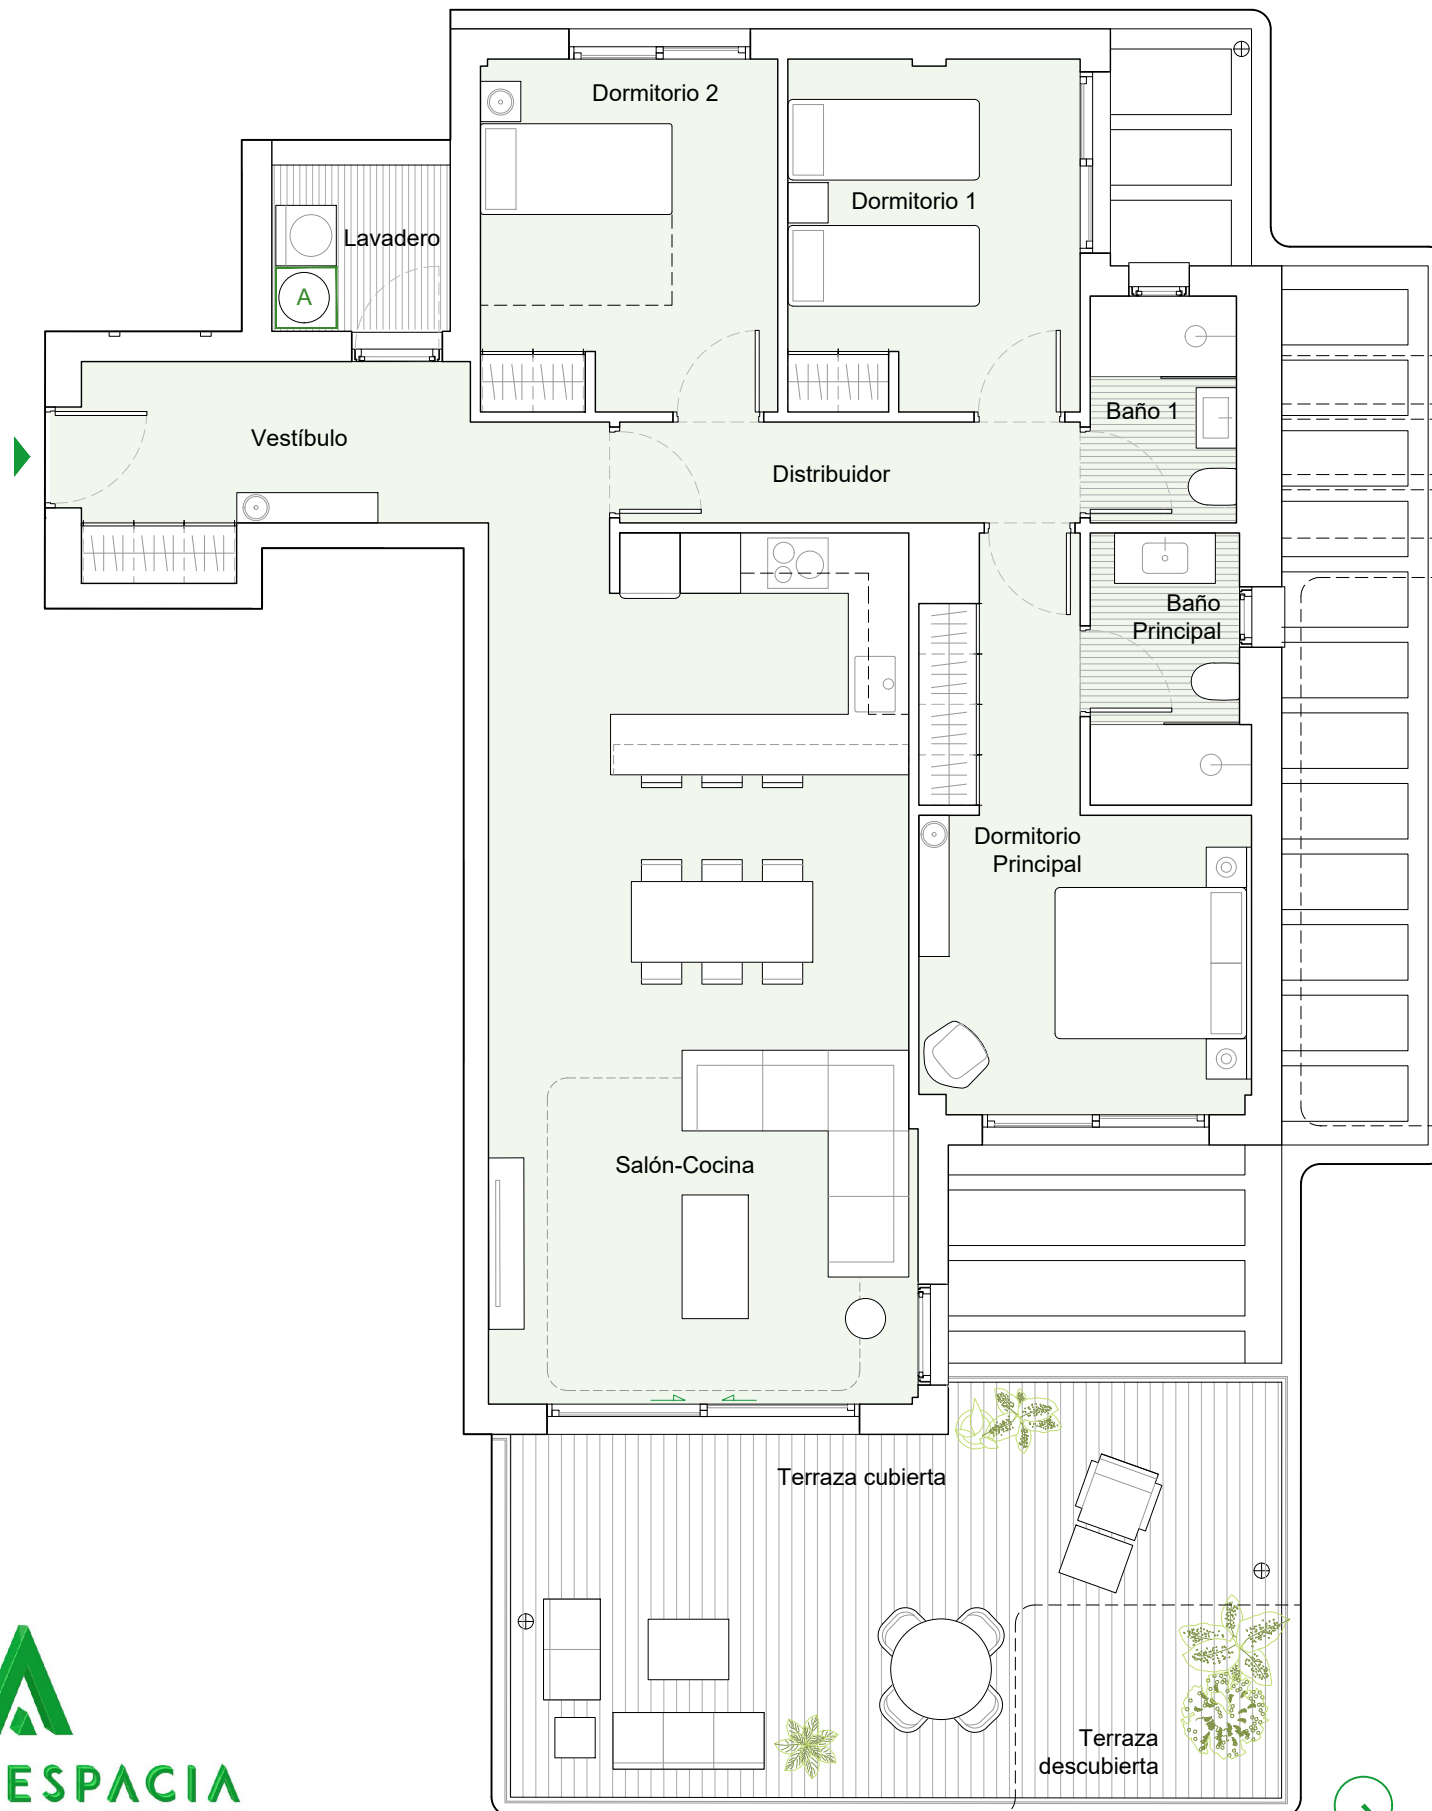 Dormitorio 2
Dormitorio 1
Lavadero
A
Baño 1
Vestíbulo
Distribuidor
Baño
Principal
Dormitorio
Principal
Salón-Cocina
Terraza cubierta
Terraza
descubierta
ESPACIA